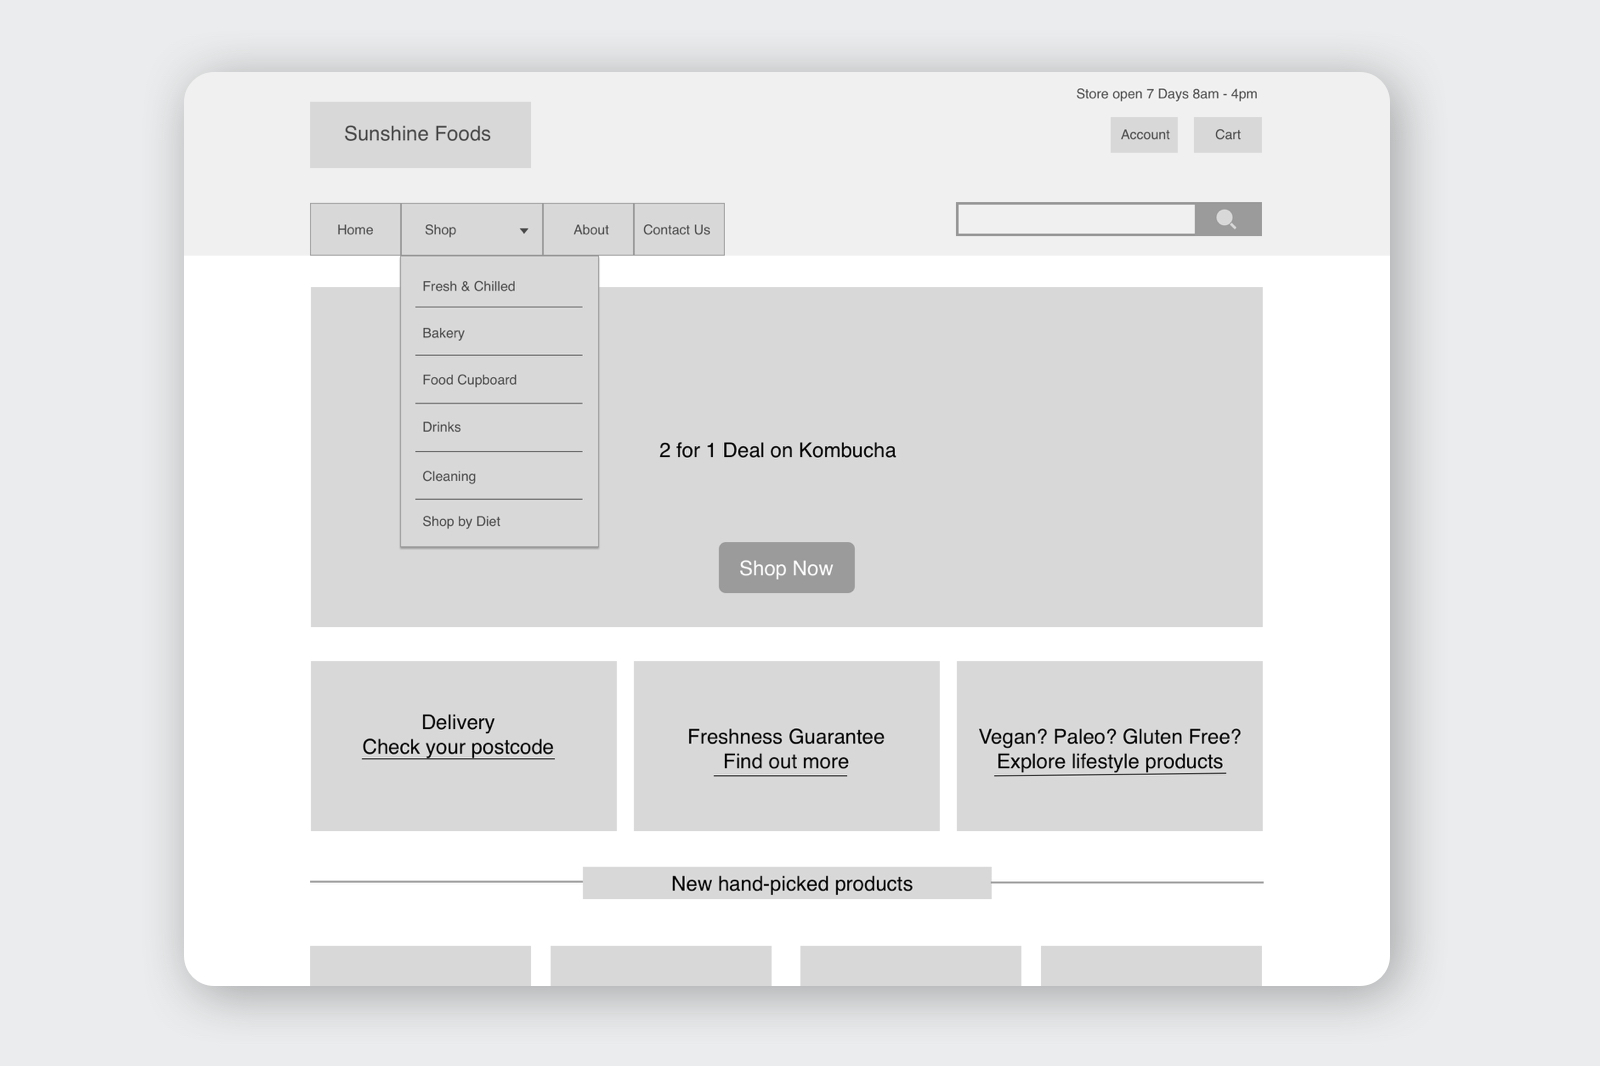 Store open 7 Days 8am - 4pm
Sunshine Foods
Account
Cart
Home
Shop
About
Contact Us
Fresh & Chilled
Bakery
Food Cupboard
Drinks
Cleaning
Shop by Diet
2 for 1 Deal on Kombucha
Shop Now
Delivery
Check your postcode
Freshness Guarantee
Find out more
Vegan? Paleo? Gluten Free?
Explore lifestyle products
New hand-picked products